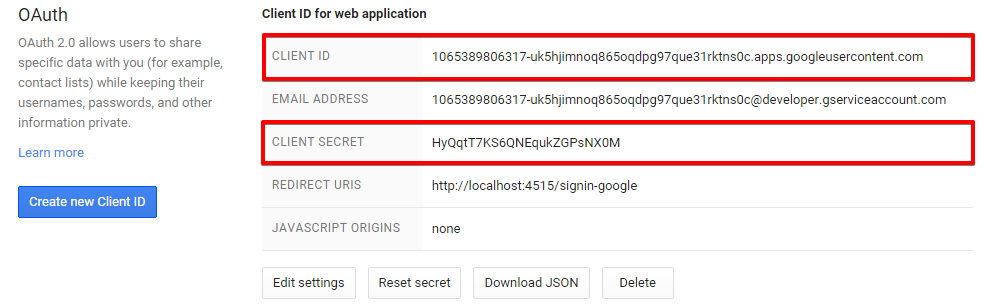 OAuth
OAuth 2.0 allows users to share
specific data with you (for example,
contact lists) while keeping their
usernames, passwords, and other
information private.
Learn more
Create new Client ID
Client ID for web application
CLIENT ID 1065389806317-uk5hjimnoq865oqdpg97que31rktns0c.apps.googleusercontent.com
EMAIL ADDRESS 1065389806317-uk5hjimnoq865oqdpg97que31rktns0c@developer.gserviceaccount.com
CLIENT SECRET HyQqtT7KS6QNEqukZGPsNX0M
REDIRECT URIS http://localhost:4515/signin-google
JAVASCRIPT ORIGINS none
Edit settings Reset secret Download JSON Delete